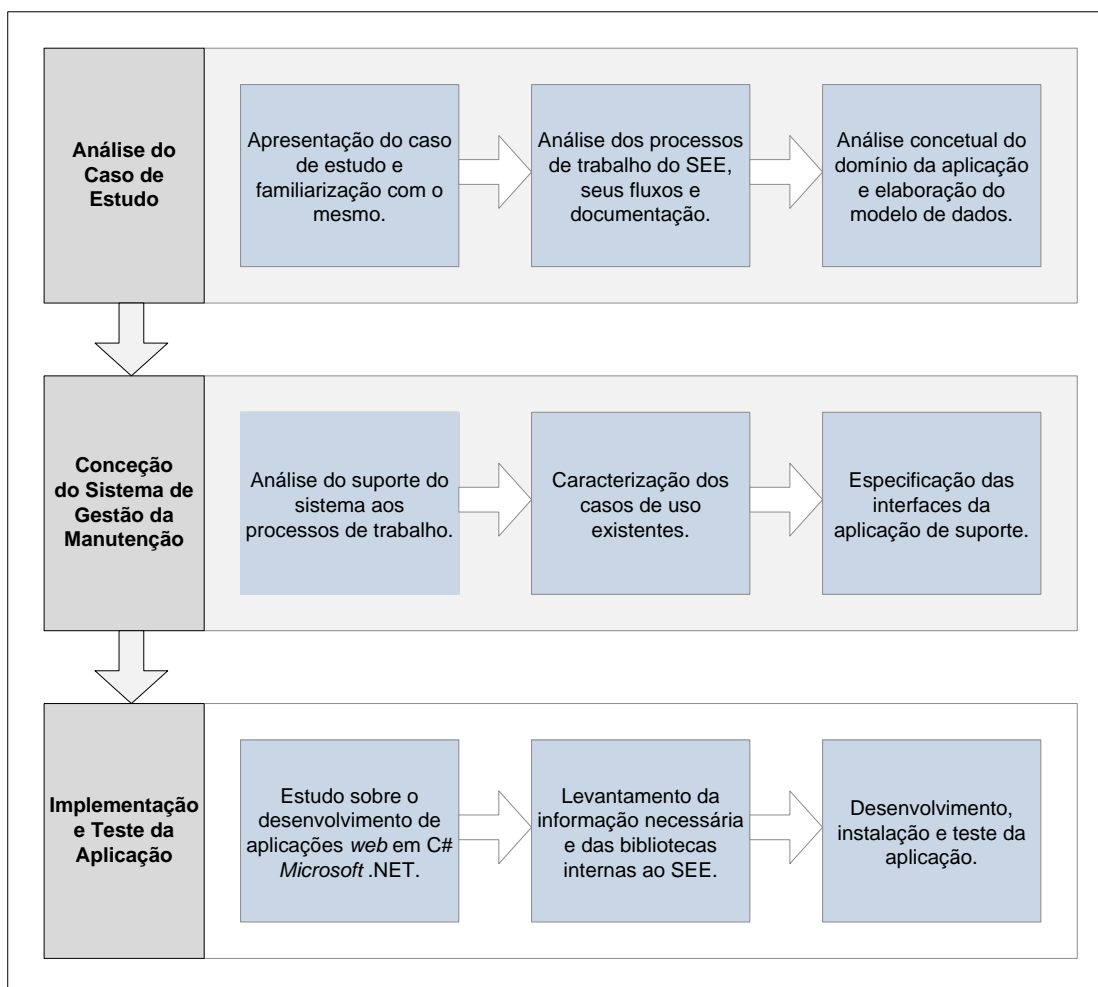 Análise do
Caso de
Estudo
Apresentação do caso
de estudo e
familiarização com o
mesmo.
Análise dos processos
de trabalho do SEE,
seus fluxos e
documentação.
Análise concetual do
domínio da aplicação
e elaboração do
modelo de dados.
Conceção
do Sistema de
Gestão da
Manutenção
Análise do suporte do
sistema aos
processos de trabalho.
Caracterização dos
casos de uso
existentes.
Especificação das
interfaces da
aplicação de suporte.
Implementação
e Teste da
Aplicação
Estudo sobre o
desenvolvimento de
aplicações web em C#
Microsoft .NET.
Levantamento da
informação necessária
e das bibliotecas
internas ao SEE.
Desenvolvimento,
instalação e teste da
aplicação.